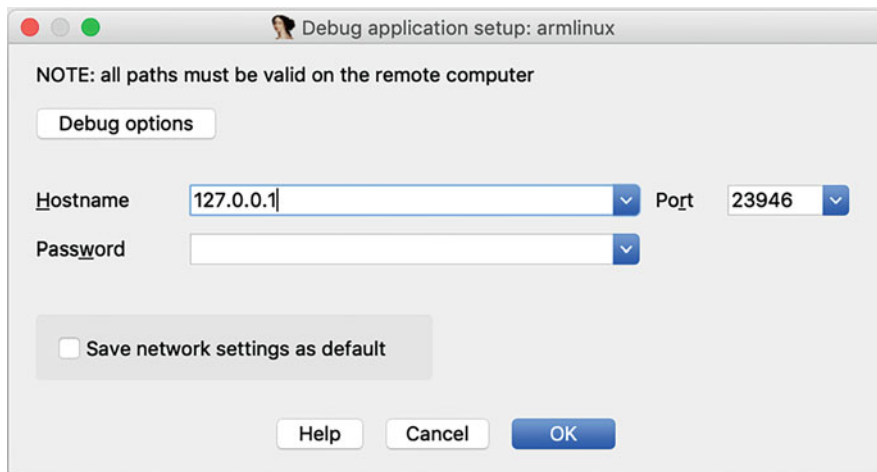 Debug application setup: armlinux
NOTE: all paths must be valid on the remote computer
Debug options
Hostname 127.0.0.1 Port 23946
Password
Save network settings as default
Help Cancel OK